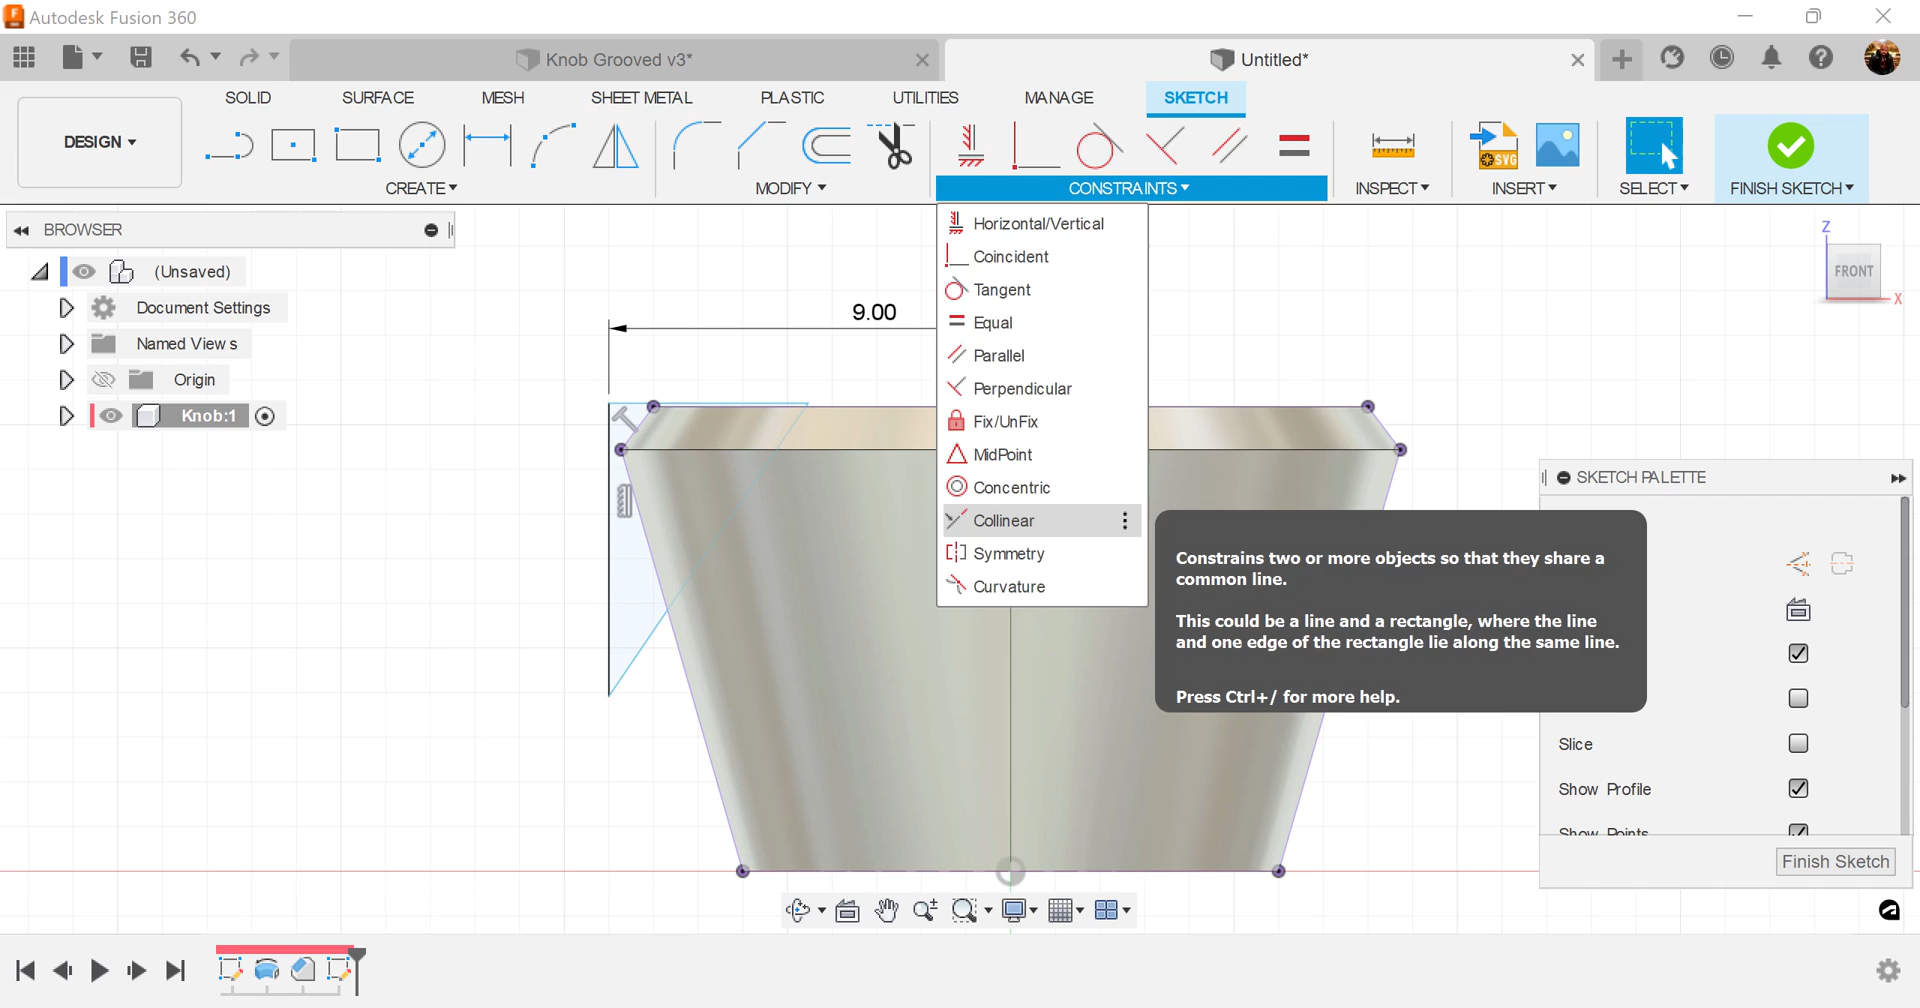 Autodesk Fusion 360
Knob Grooved v3*
Untitled*
SOLID
SURFACE
MESH
SHEET METAL
PLASTIC
UTILITIES
MANAGE
SKETCH
DESIGN
CREATE
MODIFY
CONSTRAINTS
INSPECT
INSERT
SELECT
FINISH SKETCH
SVG
BROWSER
(Unsaved)
Document Settings
Named Views
Origin
Knob:1
9.00
Horizontal/Vertical
Coincident
Tangent
Equal
Parallel
Perpendicular
Fix/UnFix
MidPoint
Concentric
Collinear
Symmetry
Curvature
Constrains two or more objects so that they share a
common line.
This could be a line and a rectangle, where the line
and one edge of the rectangle lie along the same line.
Press Ctrl+/ for more help.
Z
FRONT
X
SKETCH PALETTE
Slice
Show Profile
Show Points
Finish Sketch